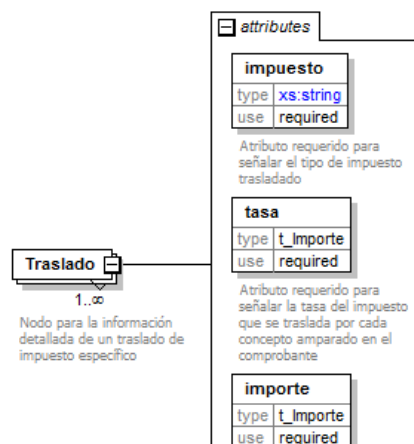 attributes
impuesto
type xs:string
use required
Atributo requerido para
señalar el tipo de impuesto
trasladado
tasa
type t_Importe
use required
Atributo requerido para
señalar la tasa del impuesto
que se traslada por cada
concepto amparado en el
comprobante
importe
type t_Importe
use required
Traslado
1..∞
Nodo para la información
detallada de un traslado de
impuesto específico